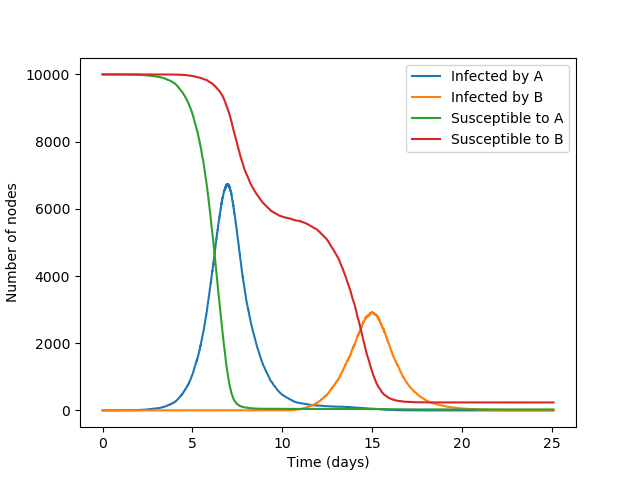 Infected by A
Infected by B
Susceptible to A
Susceptible to B
Number of nodes
10000
8000
6000
4000
2000
0
0 5 10 15 20 25
Time (days)